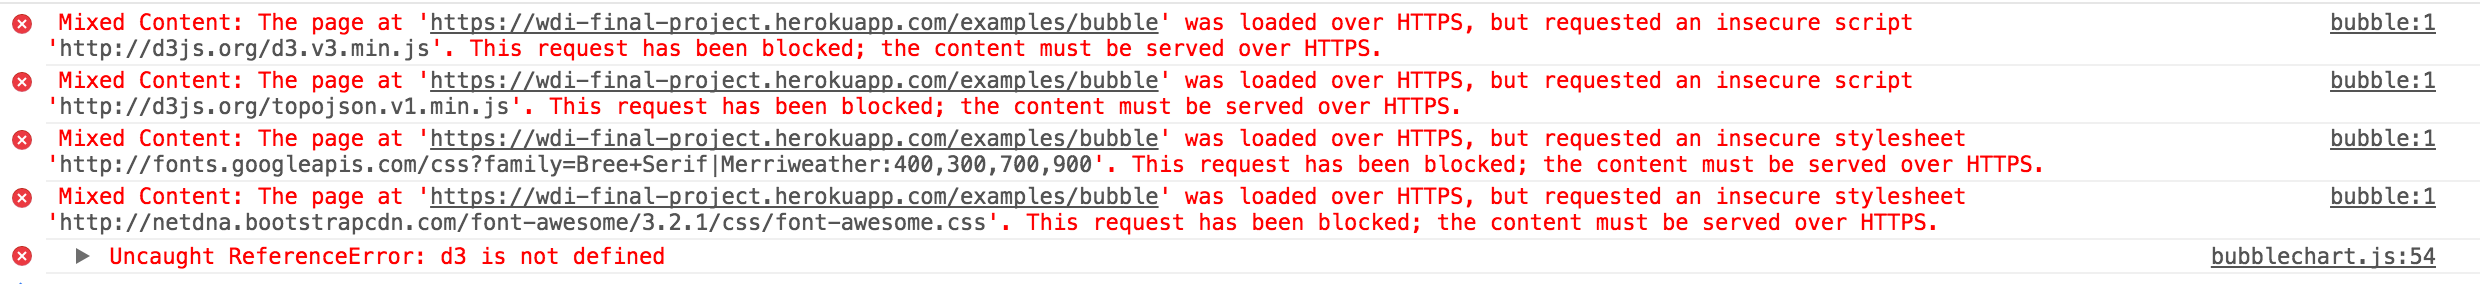 Mixed Content: The page at 'https://wdi-final-project.herokuapp.com/examples/bubble' was loaded over HTTPS, but requested an insecure script bubble:1
'http://d3js.org/d3.v3.min.js'. This request has been blocked; the content must be served over HTTPS.
Mixed Content: The page at 'https://wdi-final-project.herokuapp.com/examples/bubble' was loaded over HTTPS, but requested an insecure script bubble:1
'http://d3js.org/topojson.v1.min.js'. This request has been blocked; the content must be served over HTTPS.
Mixed Content: The page at 'https://wdi-final-project.herokuapp.com/examples/bubble' was loaded over HTTPS, but requested an insecure stylesheet bubble:1
'http://fonts.googleapis.com/css?family=Bree+Serif|Merriweather:400,300,700,900'. This request has been blocked; the content must be served over HTTPS.
Mixed Content: The page at 'https://wdi-final-project.herokuapp.com/examples/bubble' was loaded over HTTPS, but requested an insecure stylesheet bubble:1
'http://netdna.bootstrapcdn.com/font-awesome/3.2.1/css/font-awesome.css'. This request has been blocked; the content must be served over HTTPS.
Uncaught ReferenceError: d3 is not defined bubblechart.js:54